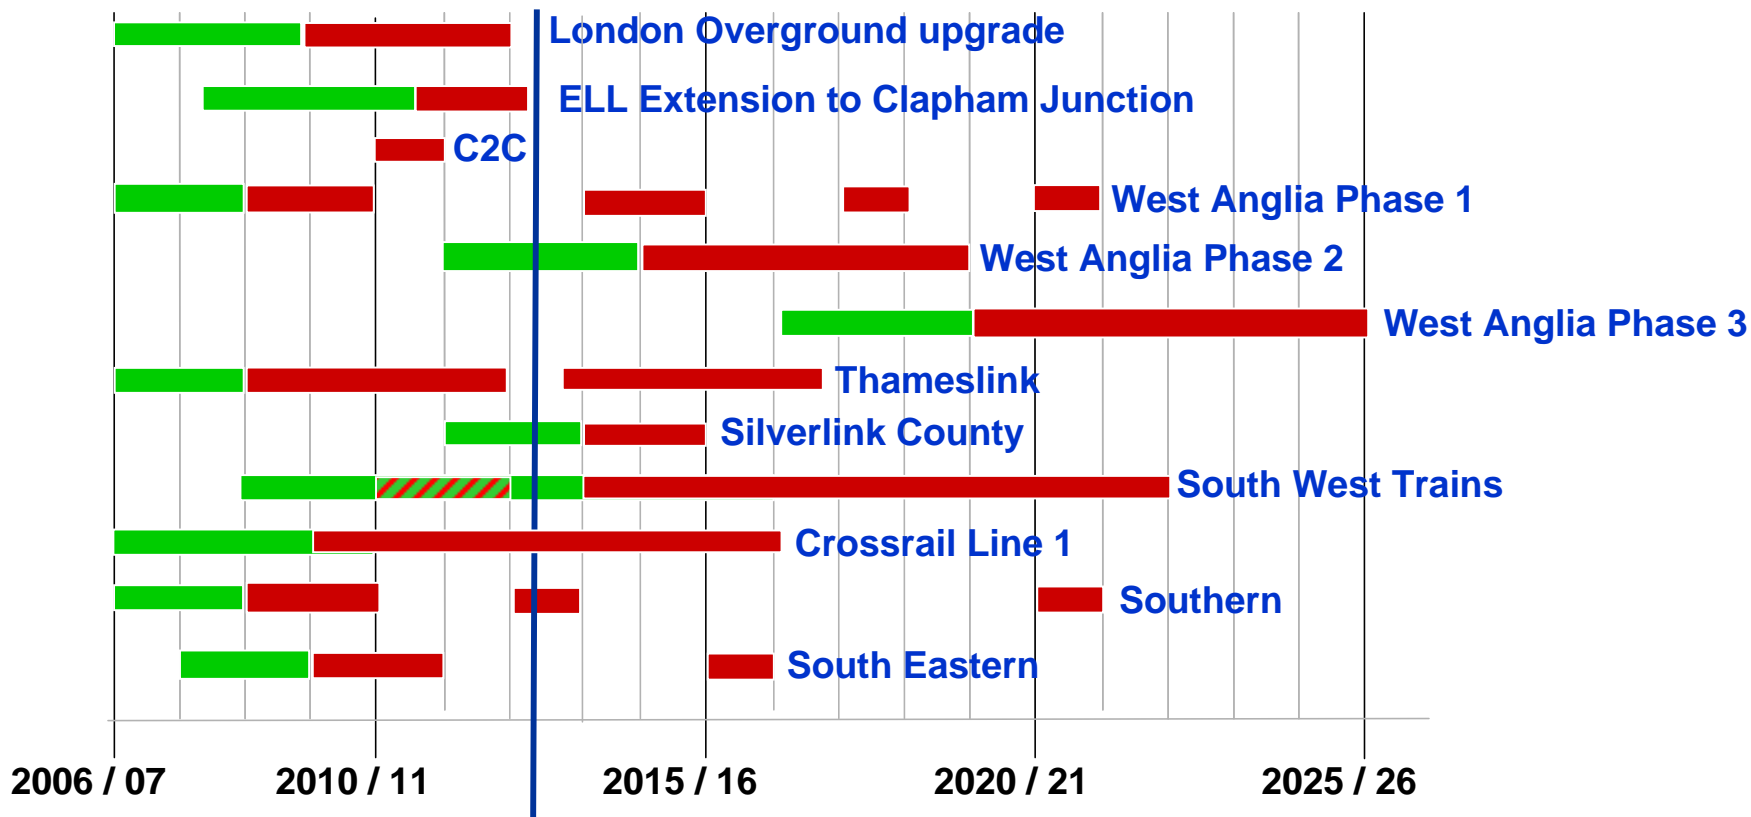 London Overground upgrade
ELL Extension to Clapham Junction
C2C
West Anglia Phase 1
West Anglia Phase 2
West Anglia Phase 3
Thameslink
Silverlink County
South West Trains
Crossrail Line 1
Southern
South Eastern
2006 / 07 2010 / 11 2015 / 16 2020 / 21 2025 / 26